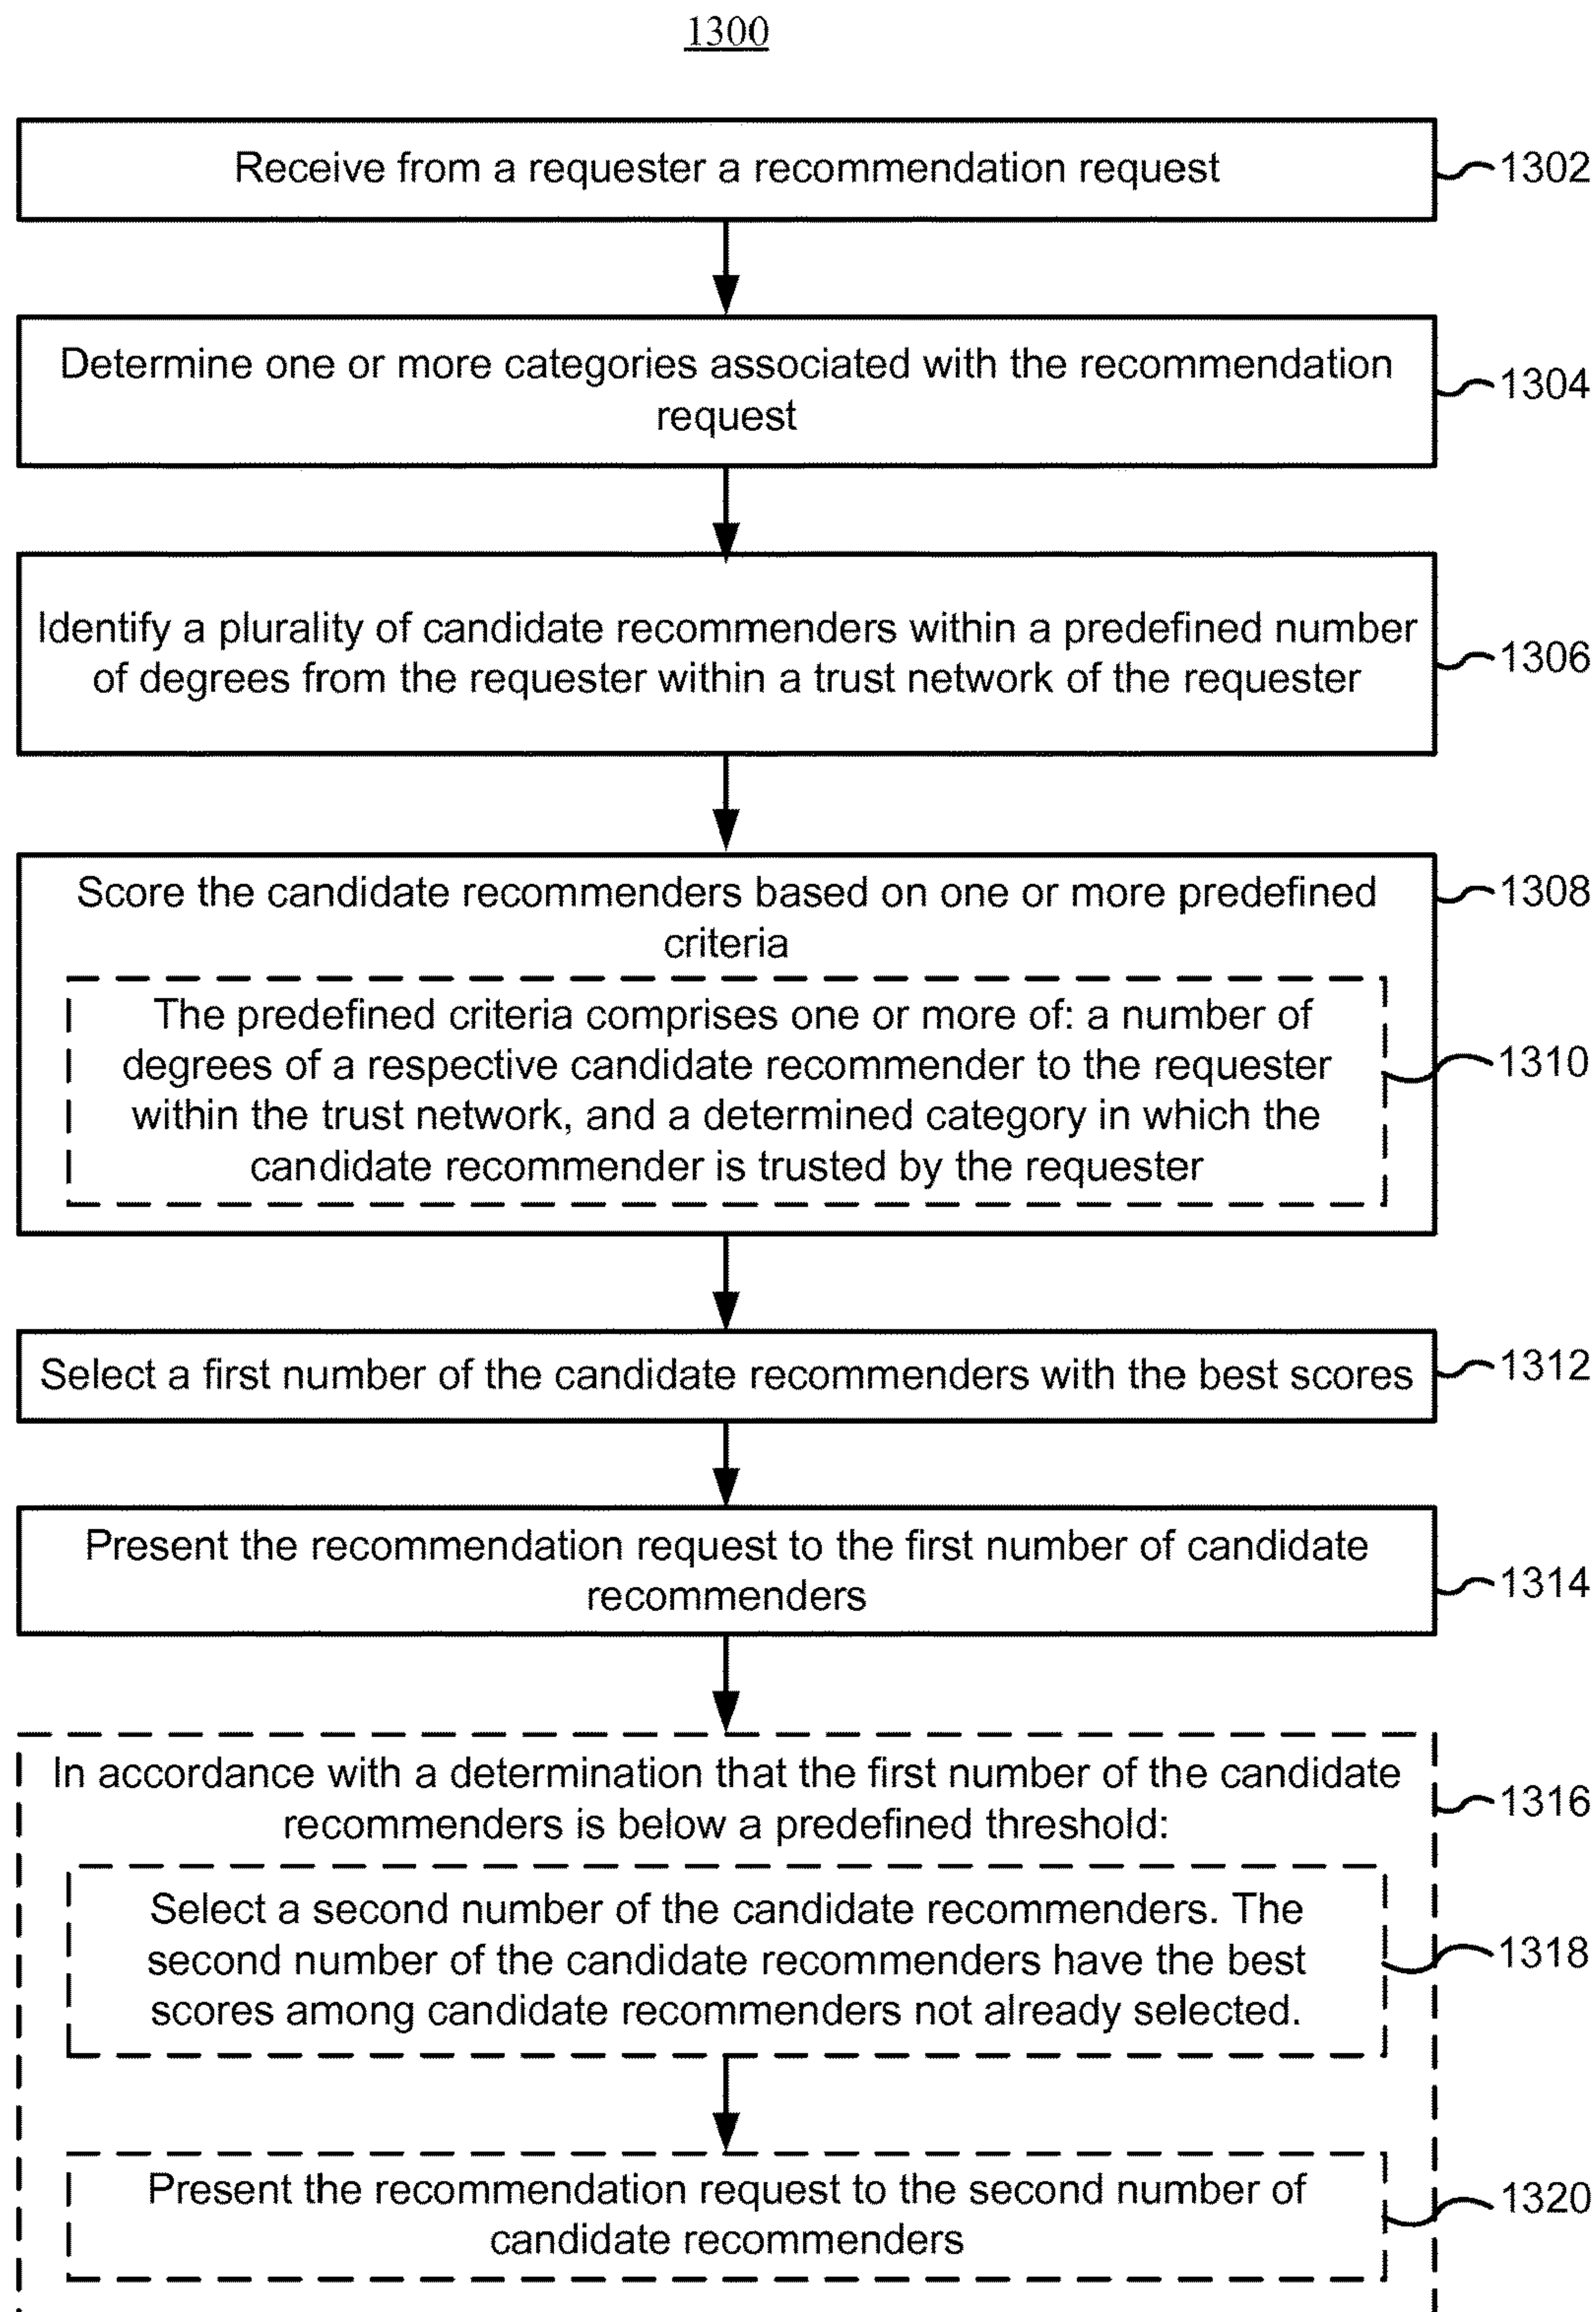 1300
Receive from a requester a recommendation request
1302
Determine one or more categories associated with the recommendation
request
1304
Identify a plurality of candidate recommenders within a predefined number
of degrees from the requester within a trust network of the requester
1306
Score the candidate recommenders based on one or more predefined
criteria
1308
The predefined criteria comprises one or more of: a number of
degrees of a respective candidate recommender to the requester
within the trust network, and a determined category in which the
candidate recommender is trusted by the requester
1310
Select a first number of the candidate recommenders with the best scores
1312
Present the recommendation request to the first number of candidate
recommenders
1314
In accordance with a determination that the first number of the candidate
recommenders is below a predefined threshold:
1316
Select a second number of the candidate recommenders. The
second number of the candidate recommenders have the best
scores among candidate recommenders not already selected.
1318
Present the recommendation request to the second number of
candidate recommenders
1320